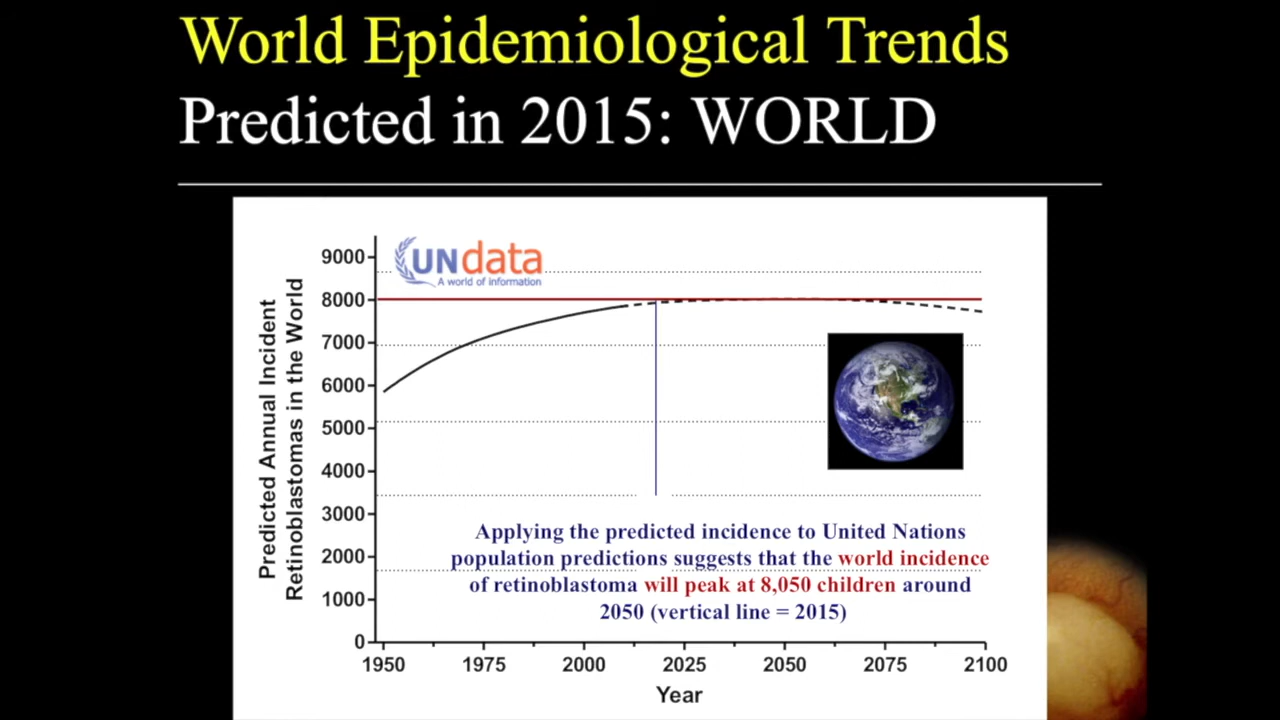 World Epidemiological Trends
Predicted in 2015: WORLD
UNdata
A world of information
Predicted Annual Incident
Retinoblastomas in the World
9000
8000
7000
6000
5000
4000
3000
2000
1000
0
Applying the predicted incidence to United Nations
population predictions suggests that the world incidence
of retinoblastoma will peak at 8,050 children around
2050 (vertical line = 2015)
1950 1975 2000 2025 2050 2075 2100
Year